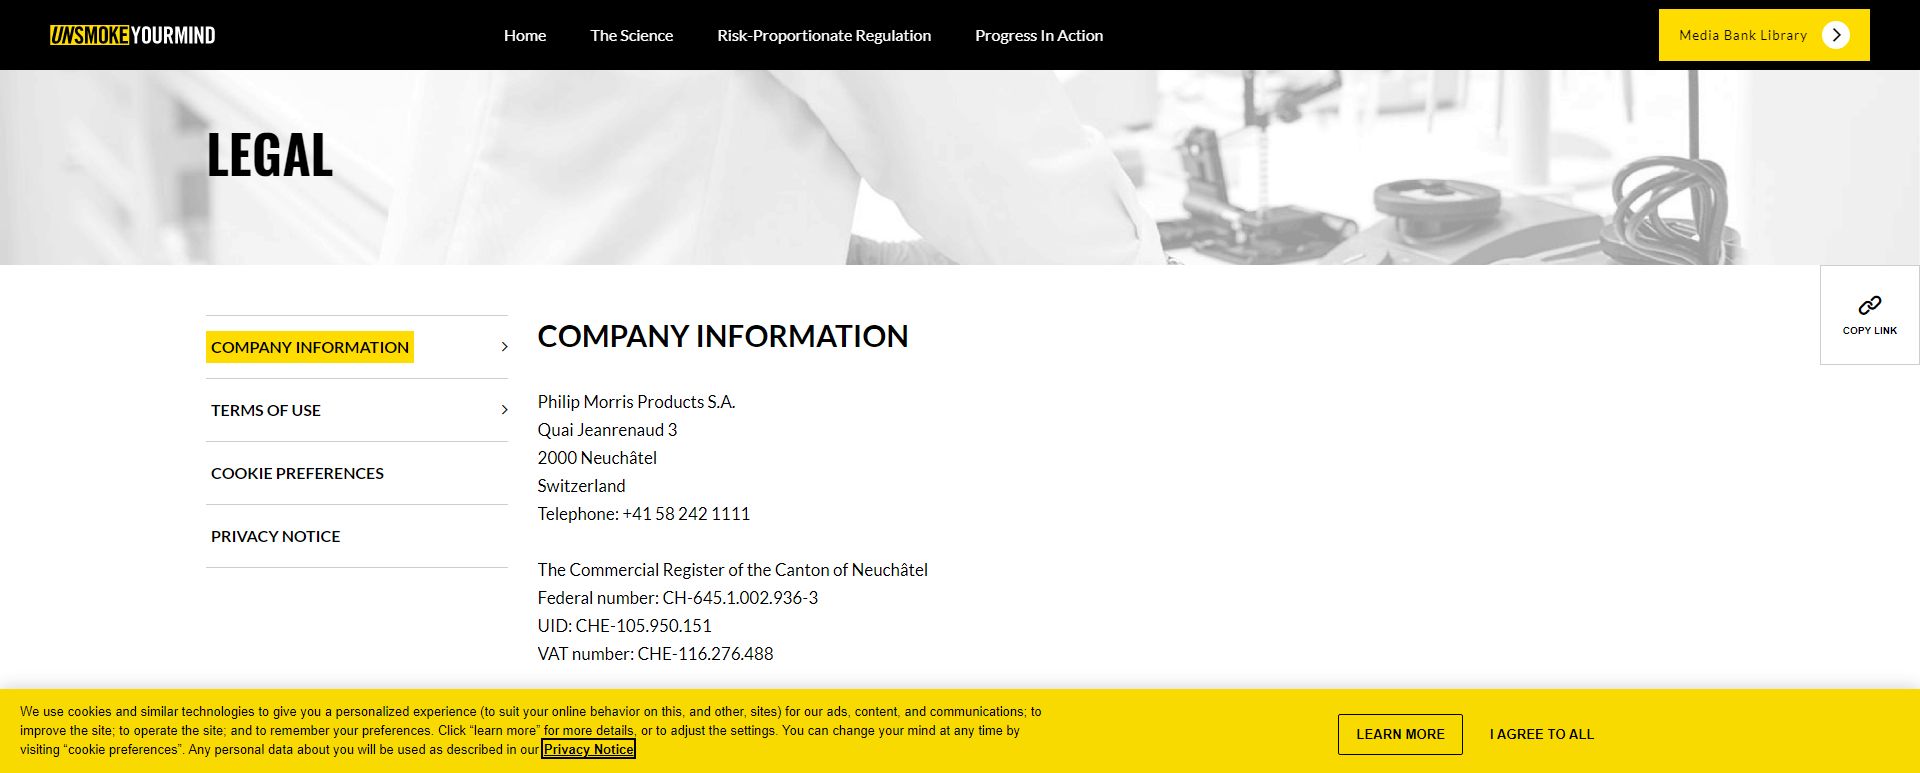 UNSMOKEYOURMIND
Home
The Science
Risk-Proportionate Regulation
Progress In Action
Media Bank Library
LEGAL
COPY LINK
COMPANY INFORMATION
TERMS OF USE
COOKIE PREFERENCES
PRIVACY NOTICE
COMPANY INFORMATION
Philip Morris Products S.A.
Quai Jeanrenaud 3
2000 Neuchâtel
Switzerland
Telephone: +41 58 242 1111
The Commercial Register of the Canton of Neuchâtel
Federal number: CH-645.1.002.936-3
UID: CHE-105.950.151
VAT number: CHE-116.276.488
We use cookies and similar technologies to give you a personalized experience (to suit your online behavior on this, and other, sites) for our ads, content, and communications; to
improve the site; to operate the site; and to remember your preferences. Click “learn more” for more details, or to adjust the settings. You can change your mind at any time by
visiting “cookie preferences”. Any personal data about you will be used as described in our Privacy Notice
LEARN MORE
I AGREE TO ALL